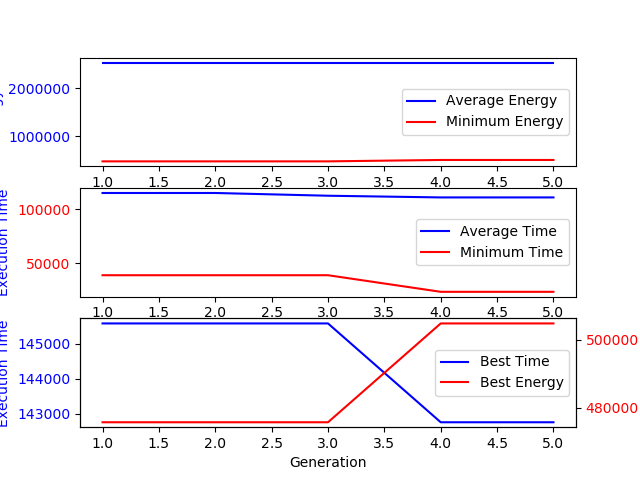 2000000
1000000
Average Energy
Minimum Energy
1.0 1.5 2.0 2.5 3.0 3.5 4.0 4.5 5.0
Execution Time
100000
50000
Average Time
Minimum Time
1.0 1.5 2.0 2.5 3.0 3.5 4.0 4.5 5.0
Execution Time
145000
144000
143000
Best Time
Best Energy
500000
480000
1.0 1.5 2.0 2.5 3.0 3.5 4.0 4.5 5.0
Generation